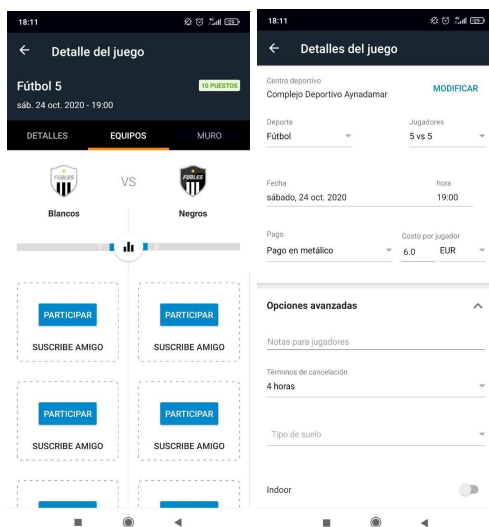 18:11
Detalle del juego
Fútbol 5
10 PUESTOS
sáb. 24 oct. 2020 - 19:00
DETALLES EQUIPOS MURO
FUBLES VS FUBLES
Blancos Negros
0 0
PARTICIPAR PARTICIPAR
SUSCRIBE AMIGO SUSCRIBE AMIGO
PARTICIPAR PARTICIPAR
SUSCRIBE AMIGO SUSCRIBE AMIGO
18:11
Detalles del juego
Centro deportivo
Complejo Deportivo Aynadamar
MODIFICAR
Deporte Jugadores
Fútbol 5 vs 5
Fecha hora
sábado, 24 oct. 2020 19:00
Pago Costo por jugador
Pago en metálico 6.0 EUR
Opciones avanzadas
Notas para jugadores
Términos de cancelación
4 horas
Tipo de suelo
Indoor